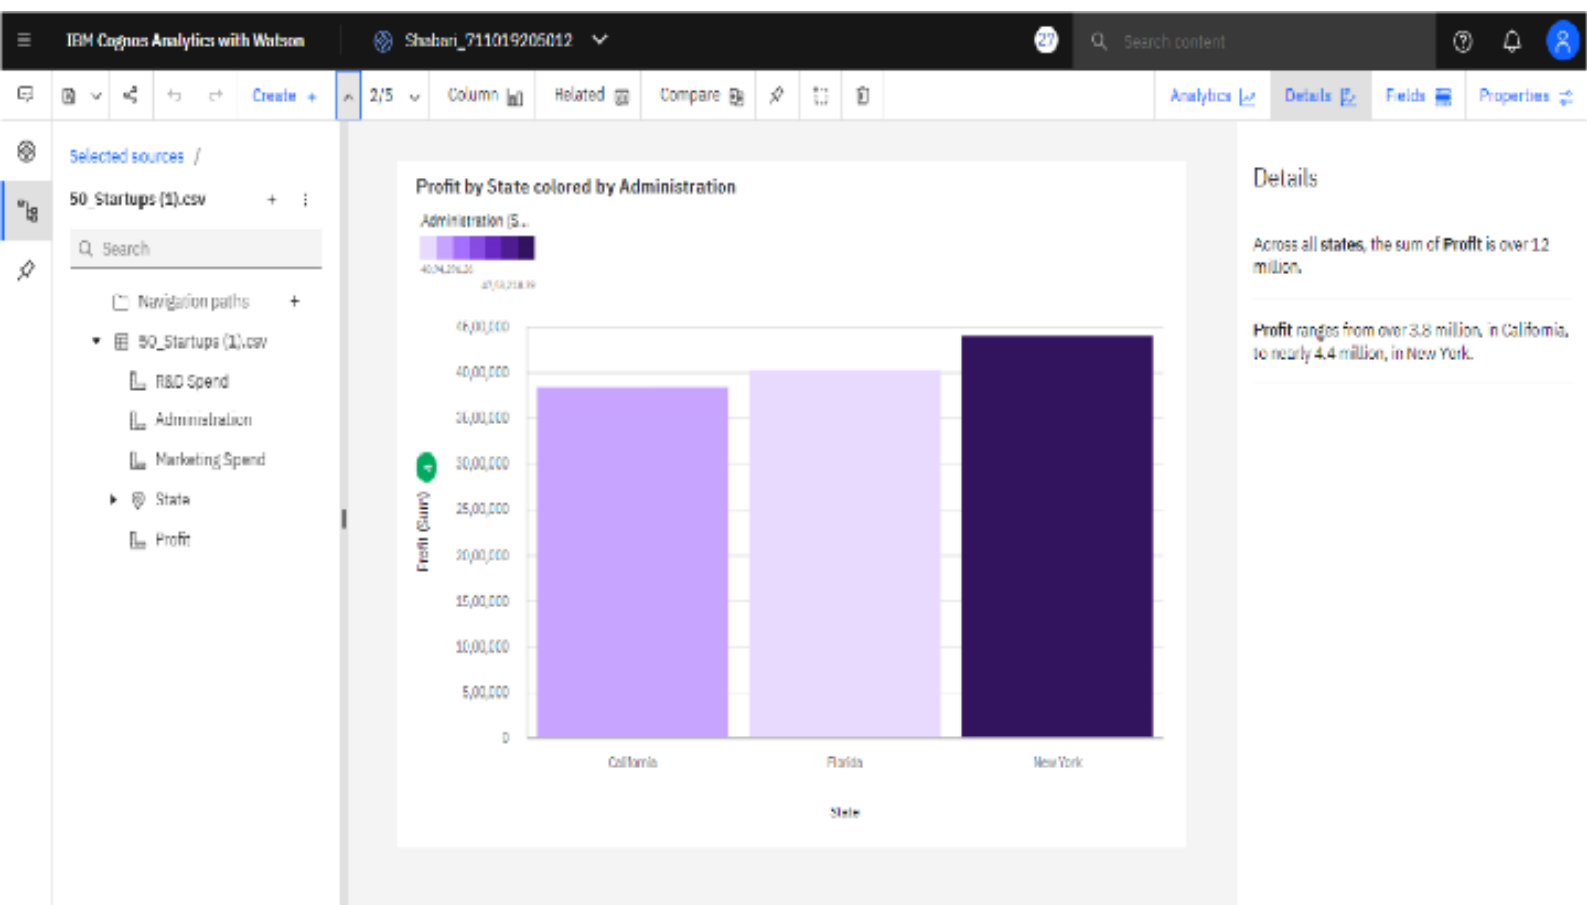 IBM Cognos Analytics with Watson
Shabari_711019205012
27
Search content
Create +
2/5
Column
Related
Compare
Analytics
Details
Fields
Properties
Selected sources /
50_Startups (1).csv
Search
Navigation paths
50_Startups (1).csv
R&D Spend
Administration
Marketing Spend
State
Profit
Profit by State colored by Administration
Administration (S...
45,00,000
40,00,000
35,00,000
30,00,000
25,00,000
20,00,000
15,00,000
10,00,000
5,00,000
0
Profit (Sum)
California
Florida
New York
State
Details
Across all states, the sum of Profit is over 12
million.
Profit ranges from over 3.8 million, in California,
to nearly 4.4 million, in New York.